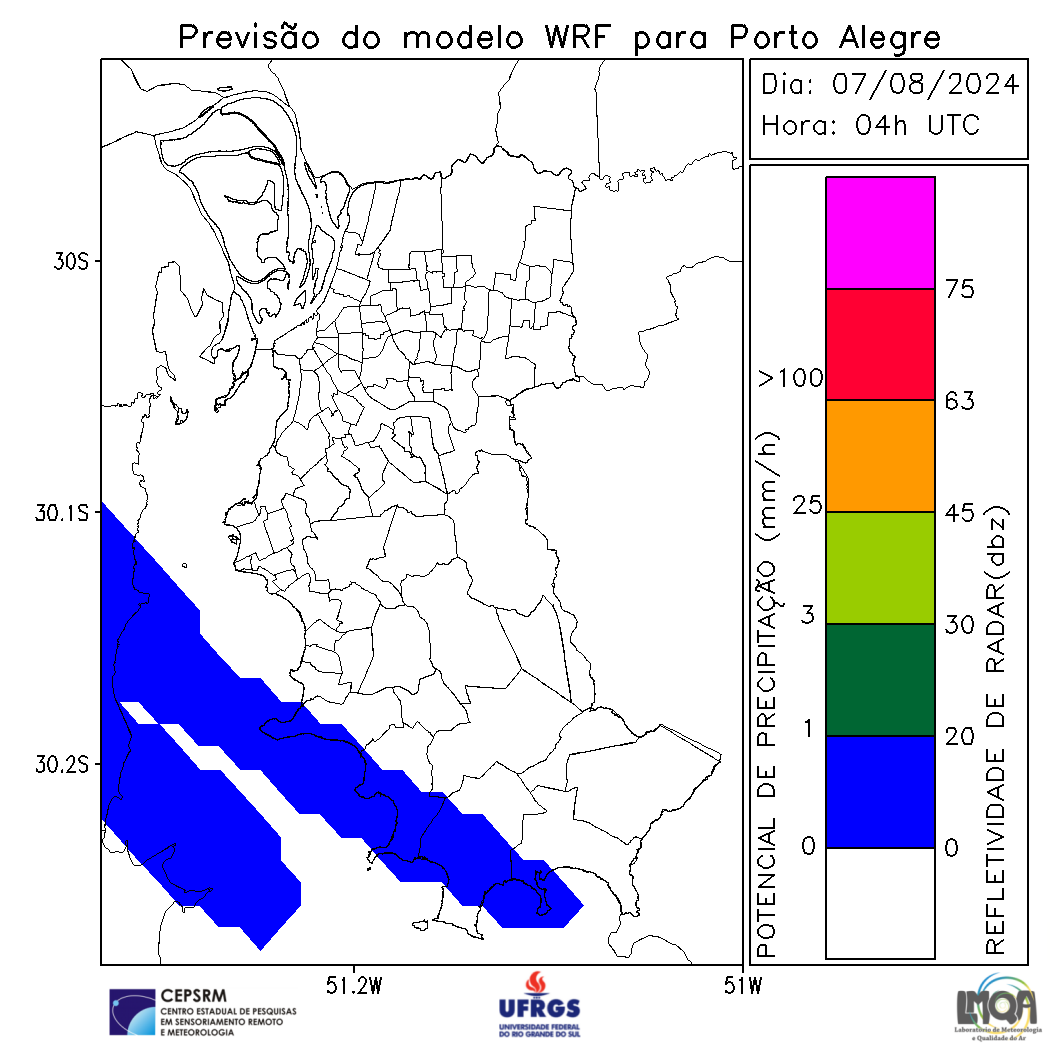 Previsão do modelo WRF para Porto Alegre
Dia: 07/08/2024
Hora: 04h UTC
30S
30.1S
30.2S
51.2W
51W
POTENCIAL DE PRECIPITAÇÃO (mm/h)
>100
25
3
1
0
75
63
45
30
20
0
REFLETIVIDADE DE RADAR(dbz)
CEPSRM
CENTRO ESTADUAL DE PESQUISAS
EM SENSORIAMENTO REMOTO
E METEOROLOGIA
UFRGS
UNIVERSIDADE FEDERAL
DO RIO GRANDE DO SUL
LMQA
Laboratório de Meteorologia
e Qualidade do Ar